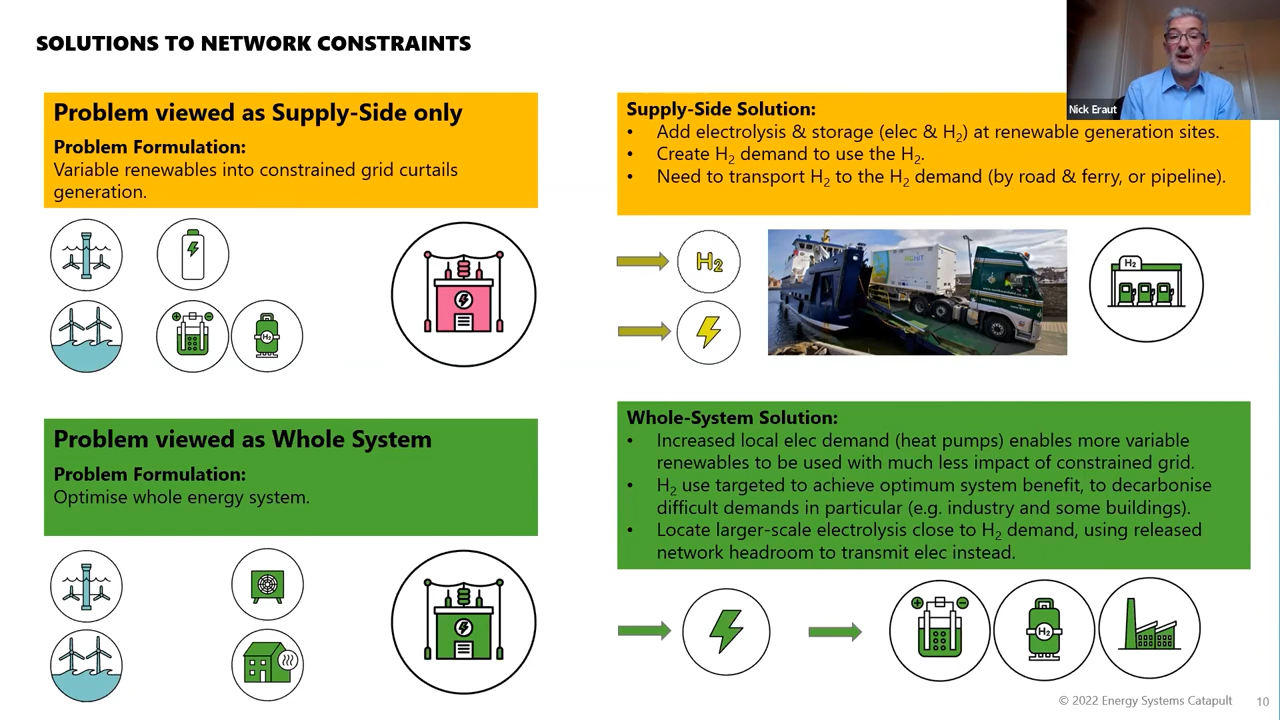 SOLUTIONS TO NETWORK CONSTRAINTS
Nick Eraut
Problem viewed as Supply-Side only
Problem Formulation:
Variable renewables into constrained grid curtails
generation.
Supply-Side Solution:
• Add electrolysis & storage (elec & H₂) at renewable generation sites.
• Create H₂ demand to use the H₂.
• Need to transport H₂ to the H₂ demand (by road & ferry, or pipeline).
H₂
H₂
H₂
Problem viewed as Whole System
Problem Formulation:
Optimise whole energy system.
Whole-System Solution:
• Increased local elec demand (heat pumps) enables more variable
renewables to be used with much less impact of constrained grid.
• H₂ use targeted to achieve optimum system benefit, to decarbonise
difficult demands in particular (e.g. industry and some buildings).
• Locate larger-scale electrolysis close to H₂ demand, using released
network headroom to transmit elec instead.
H₂
© 2022 Energy Systems Catapult 10